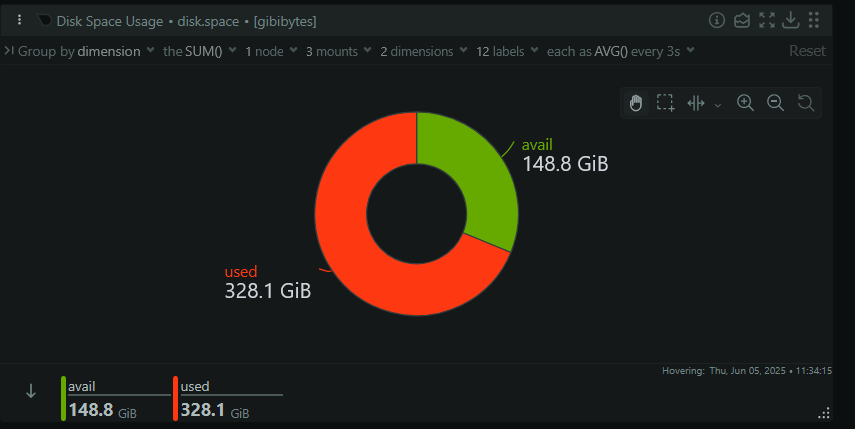 Disk Space Usage • disk.space • [gibibytes]
Group by dimension the SUM() 1 node 3 mounts 2 dimensions 12 labels each as AVG() every 3s Reset
avail
148.8 GiB
used
328.1 GiB
Hovering: Thu, Jun 05, 2025 • 11:34:15
avail used
148.8 GiB 328.1 GiB